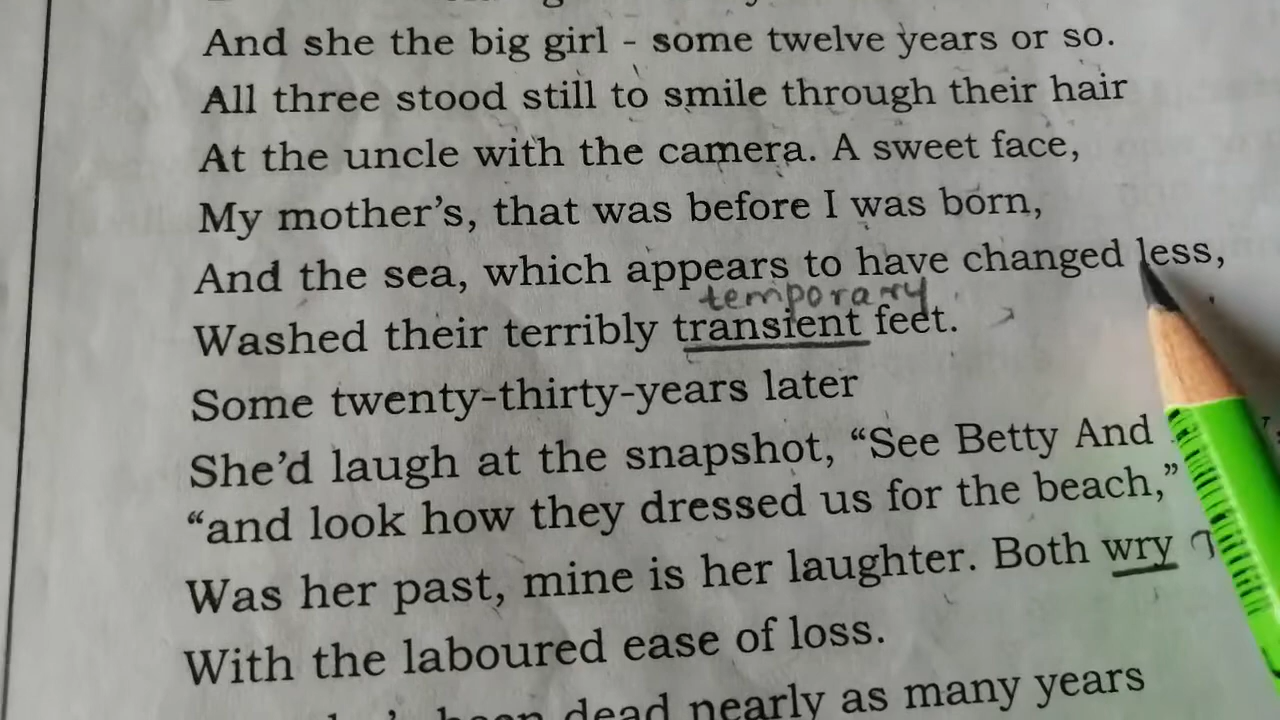 And she the big girl - some twelve years or so.
All three stood still to smile through their hair
At the uncle with the camera. A sweet face,
My mother's, that was before I was born,
And the sea, which appears to have changed less,
temporary
Washed their terribly transient feet.
Some twenty-thirty-years later
She'd laugh at the snapshot, "See Betty And
"and look how they dressed us for the beach,"
Was her past, mine is her laughter. Both wry
With the laboured ease of loss.
been dead nearly as many years